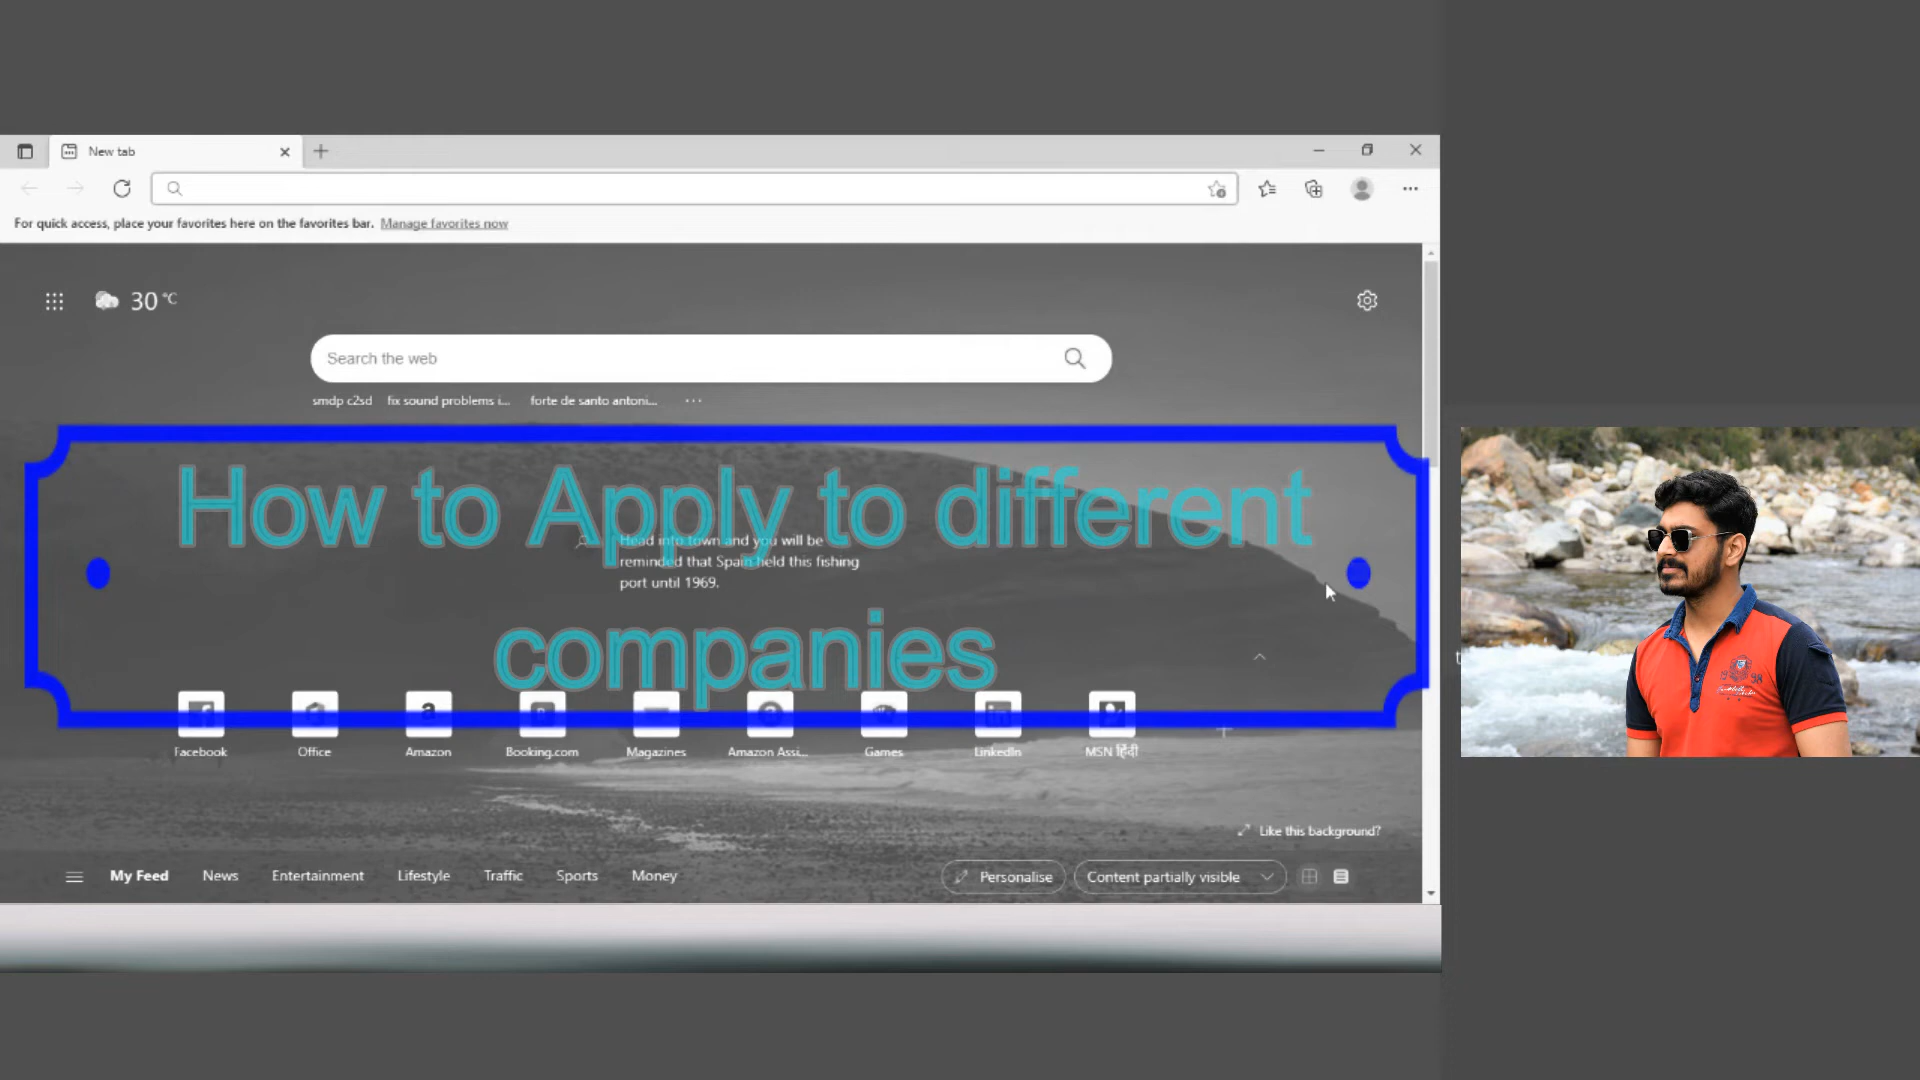 New tab
For quick access, place your favorites here on the favorites bar. Manage favorites now
30 °C
Search the web
smdp c2sd fix sound problems i... forte de santo antoni... ...
How to Apply to different
Head into town and you will be
reminded that Spain held this fishing
port until 1969.
companies
Facebook Office Amazon Booking.com Magazines Amazon Assi... Games LinkedIn MSN हिंदी
Like this background?
My Feed News Entertainment Lifestyle Traffic Sports Money Personalise Content partially visible